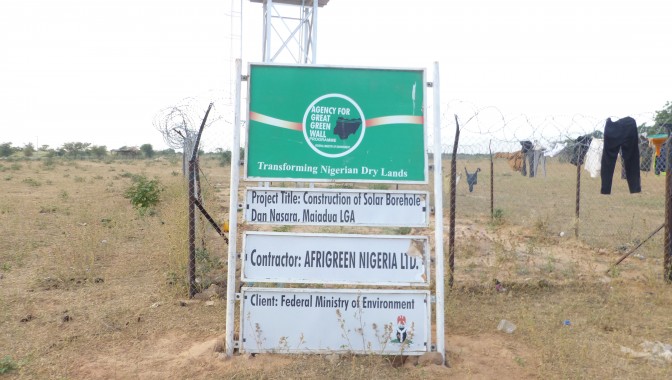 AGENCY FOR
GREAT
GREEN
WALL
Transforming Nigerian Dry Lands
Project Title: Construction of Solar Borehole
Dan Nasara, Maiadua LGA
Contractor: AFRIGREEN NIGERIA LTD.
Client: Federal Ministry of Environment